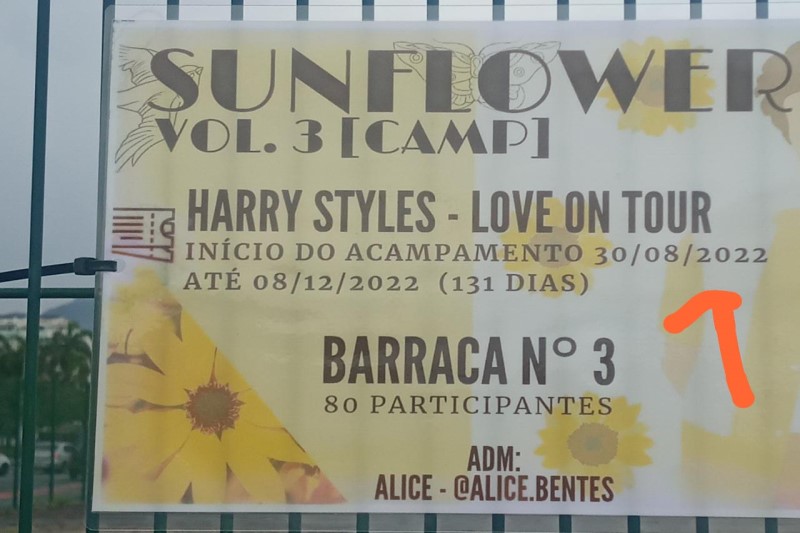 SUNFLOWER
VOL. 3 [CAMP]
HARRY STYLES - LOVE ON TOUR
INÍCIO DO ACAMPAMENTO 30/08/2022
ATÉ 08/12/2022 (131 DIAS)
BARRACA Nº 3
80 PARTICIPANTES
ADM:
ALICE - @ALICE.BENTES